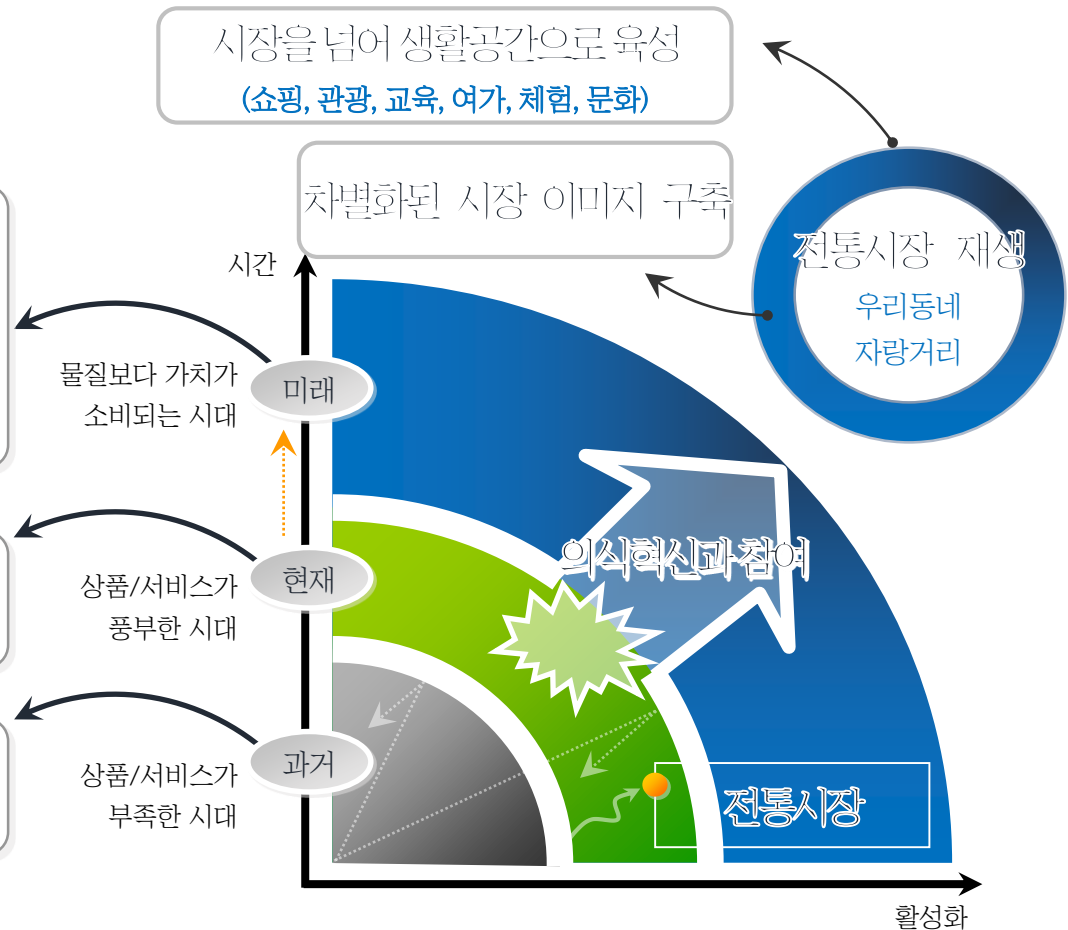 시장을 넘어 생활공간으로 육성
(쇼핑, 관광, 교육, 여가, 체험, 문화)
차별화된 시장 이미지 구축
전통시장 재생
우리동네
자랑거리
시간
물질보다 가치가
소비되는 시대
미래
의식혁신과 참여
상품/서비스가
풍부한 시대
현재
상품/서비스가
부족한 시대
과거
전통시장
활성화